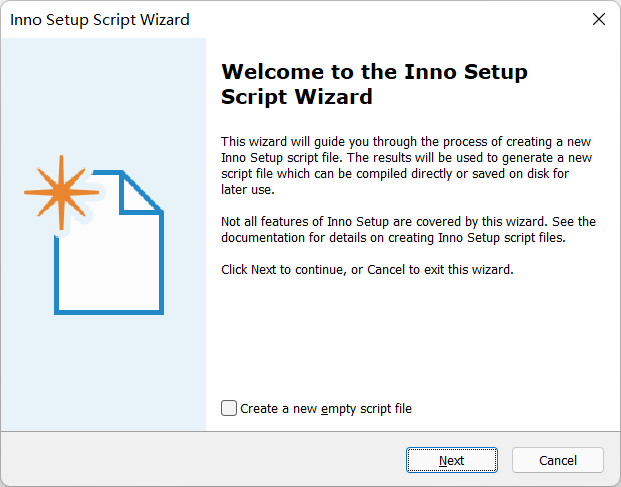 Inno Setup Script Wizard
Welcome to the Inno Setup
Script Wizard
This wizard will guide you through the process of creating a new
Inno Setup script file. The results will be used to generate a new
script file which can be compiled directly or saved on disk for
later use.
Not all features of Inno Setup are covered by this wizard. See the
documentation for details on creating Inno Setup script files.
Click Next to continue, or Cancel to exit this wizard.
Create a new empty script file
Next
Cancel